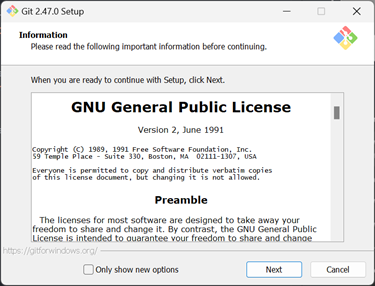 Git 2.47.0 Setup
Information
Please read the following important information before continuing.
When you are ready to continue with Setup, click Next.
GNU General Public License
Version 2, June 1991
Copyright (C) 1989, 1991 Free Software Foundation, Inc.
59 Temple Place - Suite 330, Boston, MA  02111-1307, USA
Everyone is permitted to copy and distribute verbatim copies
of this license document, but changing it is not allowed.
Preamble
The licenses for most software are designed to take away your
freedom to share and change it. By contrast, the GNU General Public
License is intended to guarantee your freedom to share and change
https://gitforwindows.org/
Only show new options
Next
Cancel